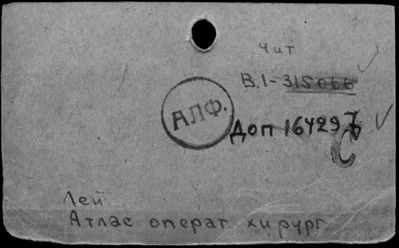 Чит
В.1-315066
АЛФ.
Доп 164297
С
Лей
Атлас операт. хирург